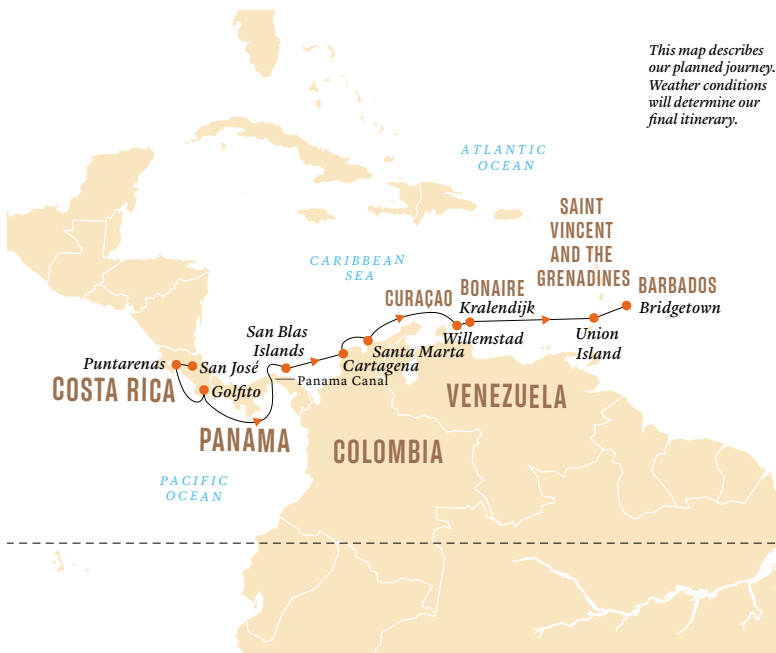 This map describes
our planned journey.
Weather conditions
will determine our
final itinerary.
ATLANTIC
OCEAN
SAINT
VINCENT
AND THE
GRENADINES
CARIBBEAN
SEA
CURAÇAO
BONAIRE
BARBADOS
Kralendijk
Bridgetown
San Blas
Islands
Willemstad
Union
Island
Santa Marta
Puntarenas
San José
Cartagena
Panama Canal
COSTA RICA
Golfito
VENEZUELA
PANAMA
COLOMBIA
PACIFIC
OCEAN